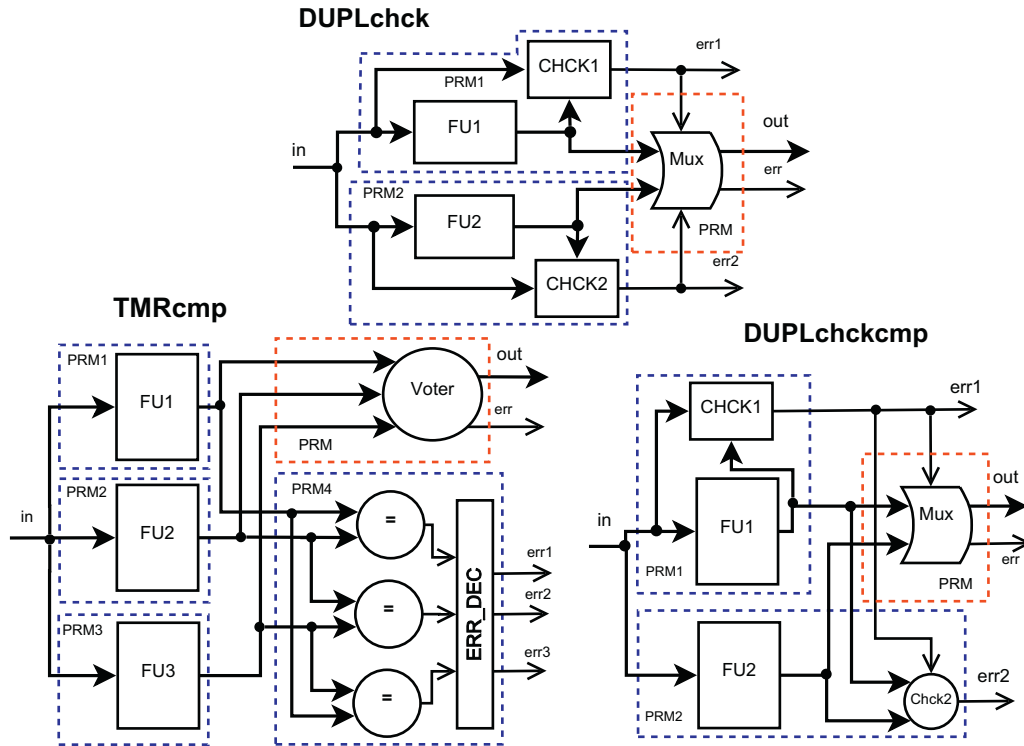 DUPLchck
PRM1
CHCK1
err1
FU1
in
Mux
out
err
PRM2
FU2
PRM
err2
CHCK2
TMRcmp
PRM1
FU1
Voter
out
err
PRM
PRM2
in
FU2
PRM4
=
=
=
ERR_DEC
err1
err2
err3
PRM3
FU3
DUPLchckcmp
CHCK1
err1
in
FU1
PRM1
Mux
out
err
PRM
FU2
PRM2
Chck2
err2